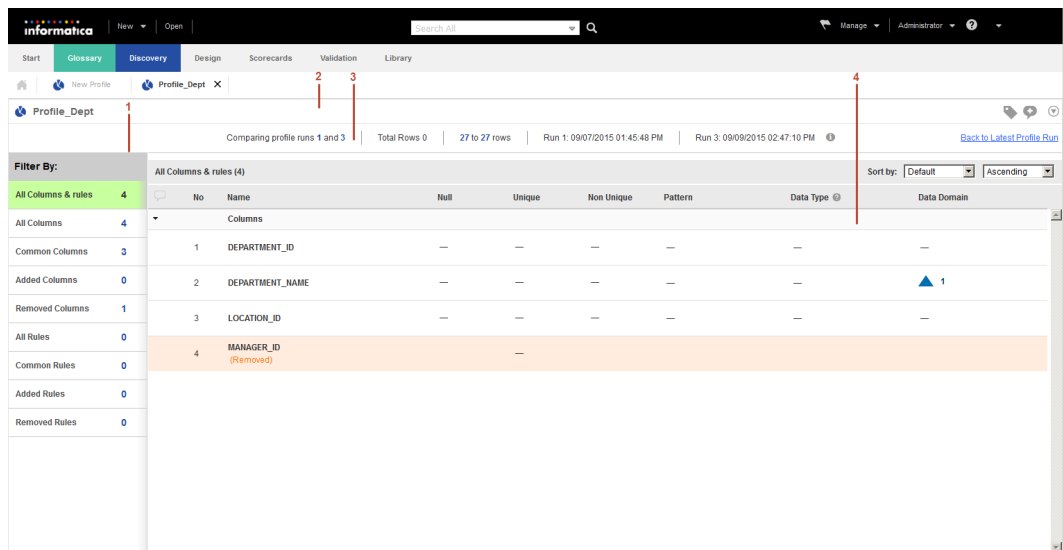 informatica New Open Search All Manage Administrator ?
Start Glossary Discovery Design Scorecards Validation Library
New Profile Profile_Dept X
2 3 4
Profile_Dept 1
Comparing profile runs 1 and 3 Total Rows 0 27 to 27 rows Run 1: 09/07/2015 01:45:48 PM Run 3: 09/09/2015 02:47:10 PM i Back to Latest Profile Run
Filter By: All Columns & rules (4) Sort by: Default Ascending
All Columns & rules 4 No Name Null Unique Non Unique Pattern Data Type ? Data Domain
All Columns 4 Columns
Common Columns 3 1 DEPARTMENT_ID — — — — — —
Added Columns 0 2 DEPARTMENT_NAME — — — — — 1
Removed Columns 1 3 LOCATION_ID — — — — — —
All Rules 0 4 MANAGER_ID —
(Removed)
Common Rules 0
Added Rules 0
Removed Rules 0